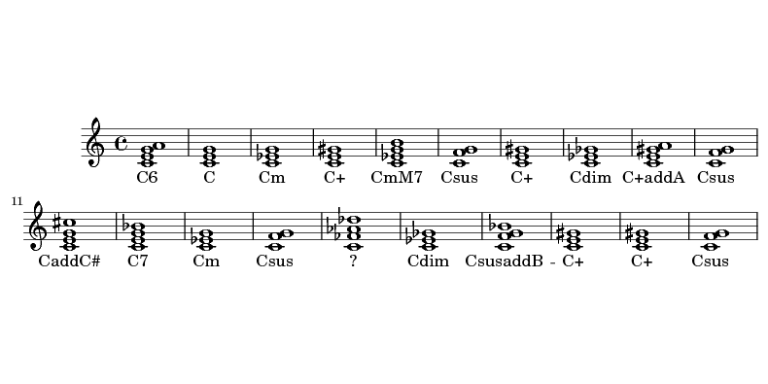 C6 C Cm C+ CmM7 Csus C+ Cdim C+addA Csus
11
CaddC# C7 Cm Csus ? Cdim CsusaddB - C+ C+ Csus